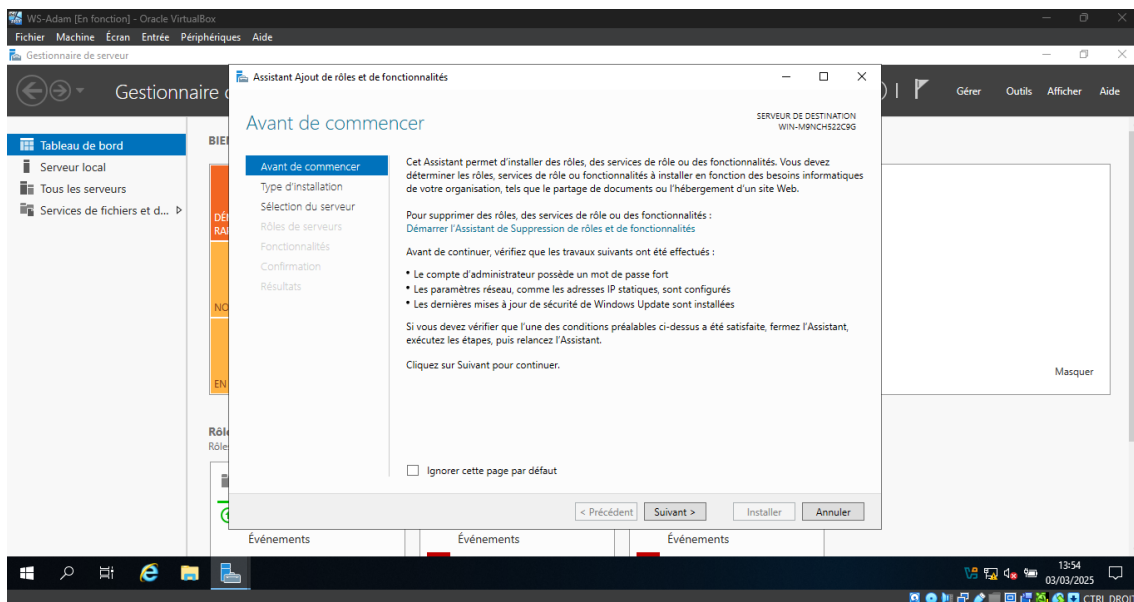 WS-Adam [En fonction] - Oracle VirtualBox
Fichier Machine Écran Entrée Périphériques Aide
Gestionnaire de serveur
Gestionnaire
Gérer Outils Afficher Aide
Tableau de bord
Serveur local
Tous les serveurs
Services de fichiers et d...
BIE
DÉ
RA
NO
EN
Masquer
Rôle
Rôle
Assistant Ajout de rôles et de fonctionnalités
Avant de commencer
SERVEUR DE DESTINATION
WIN-M9NCH522C9G
Avant de commencer
Type d'installation
Sélection du serveur
Rôles de serveurs
Fonctionnalités
Confirmation
Résultats
Cet Assistant permet d'installer des rôles, des services de rôle ou des fonctionnalités. Vous devez
déterminer les rôles, services de rôle ou fonctionnalités à installer en fonction des besoins informatiques
de votre organisation, tels que le partage de documents ou l'hébergement d'un site Web.
Pour supprimer des rôles, des services de rôle ou des fonctionnalités :
Démarrer l'Assistant de Suppression de rôles et de fonctionnalités
Avant de continuer, vérifiez que les travaux suivants ont été effectués :
• Le compte d'administrateur possède un mot de passe fort
• Les paramètres réseau, comme les adresses IP statiques, sont configurés
• Les dernières mises à jour de sécurité de Windows Update sont installées
Si vous devez vérifier que l'une des conditions préalables ci-dessus a été satisfaite, fermez l'Assistant,
exécutez les étapes, puis relancez l'Assistant.
Cliquez sur Suivant pour continuer.
Ignorer cette page par défaut
< Précédent Suivant > Installer Annuler
Événements Événements Événements
13:54
03/03/2025
CTRL DROIT